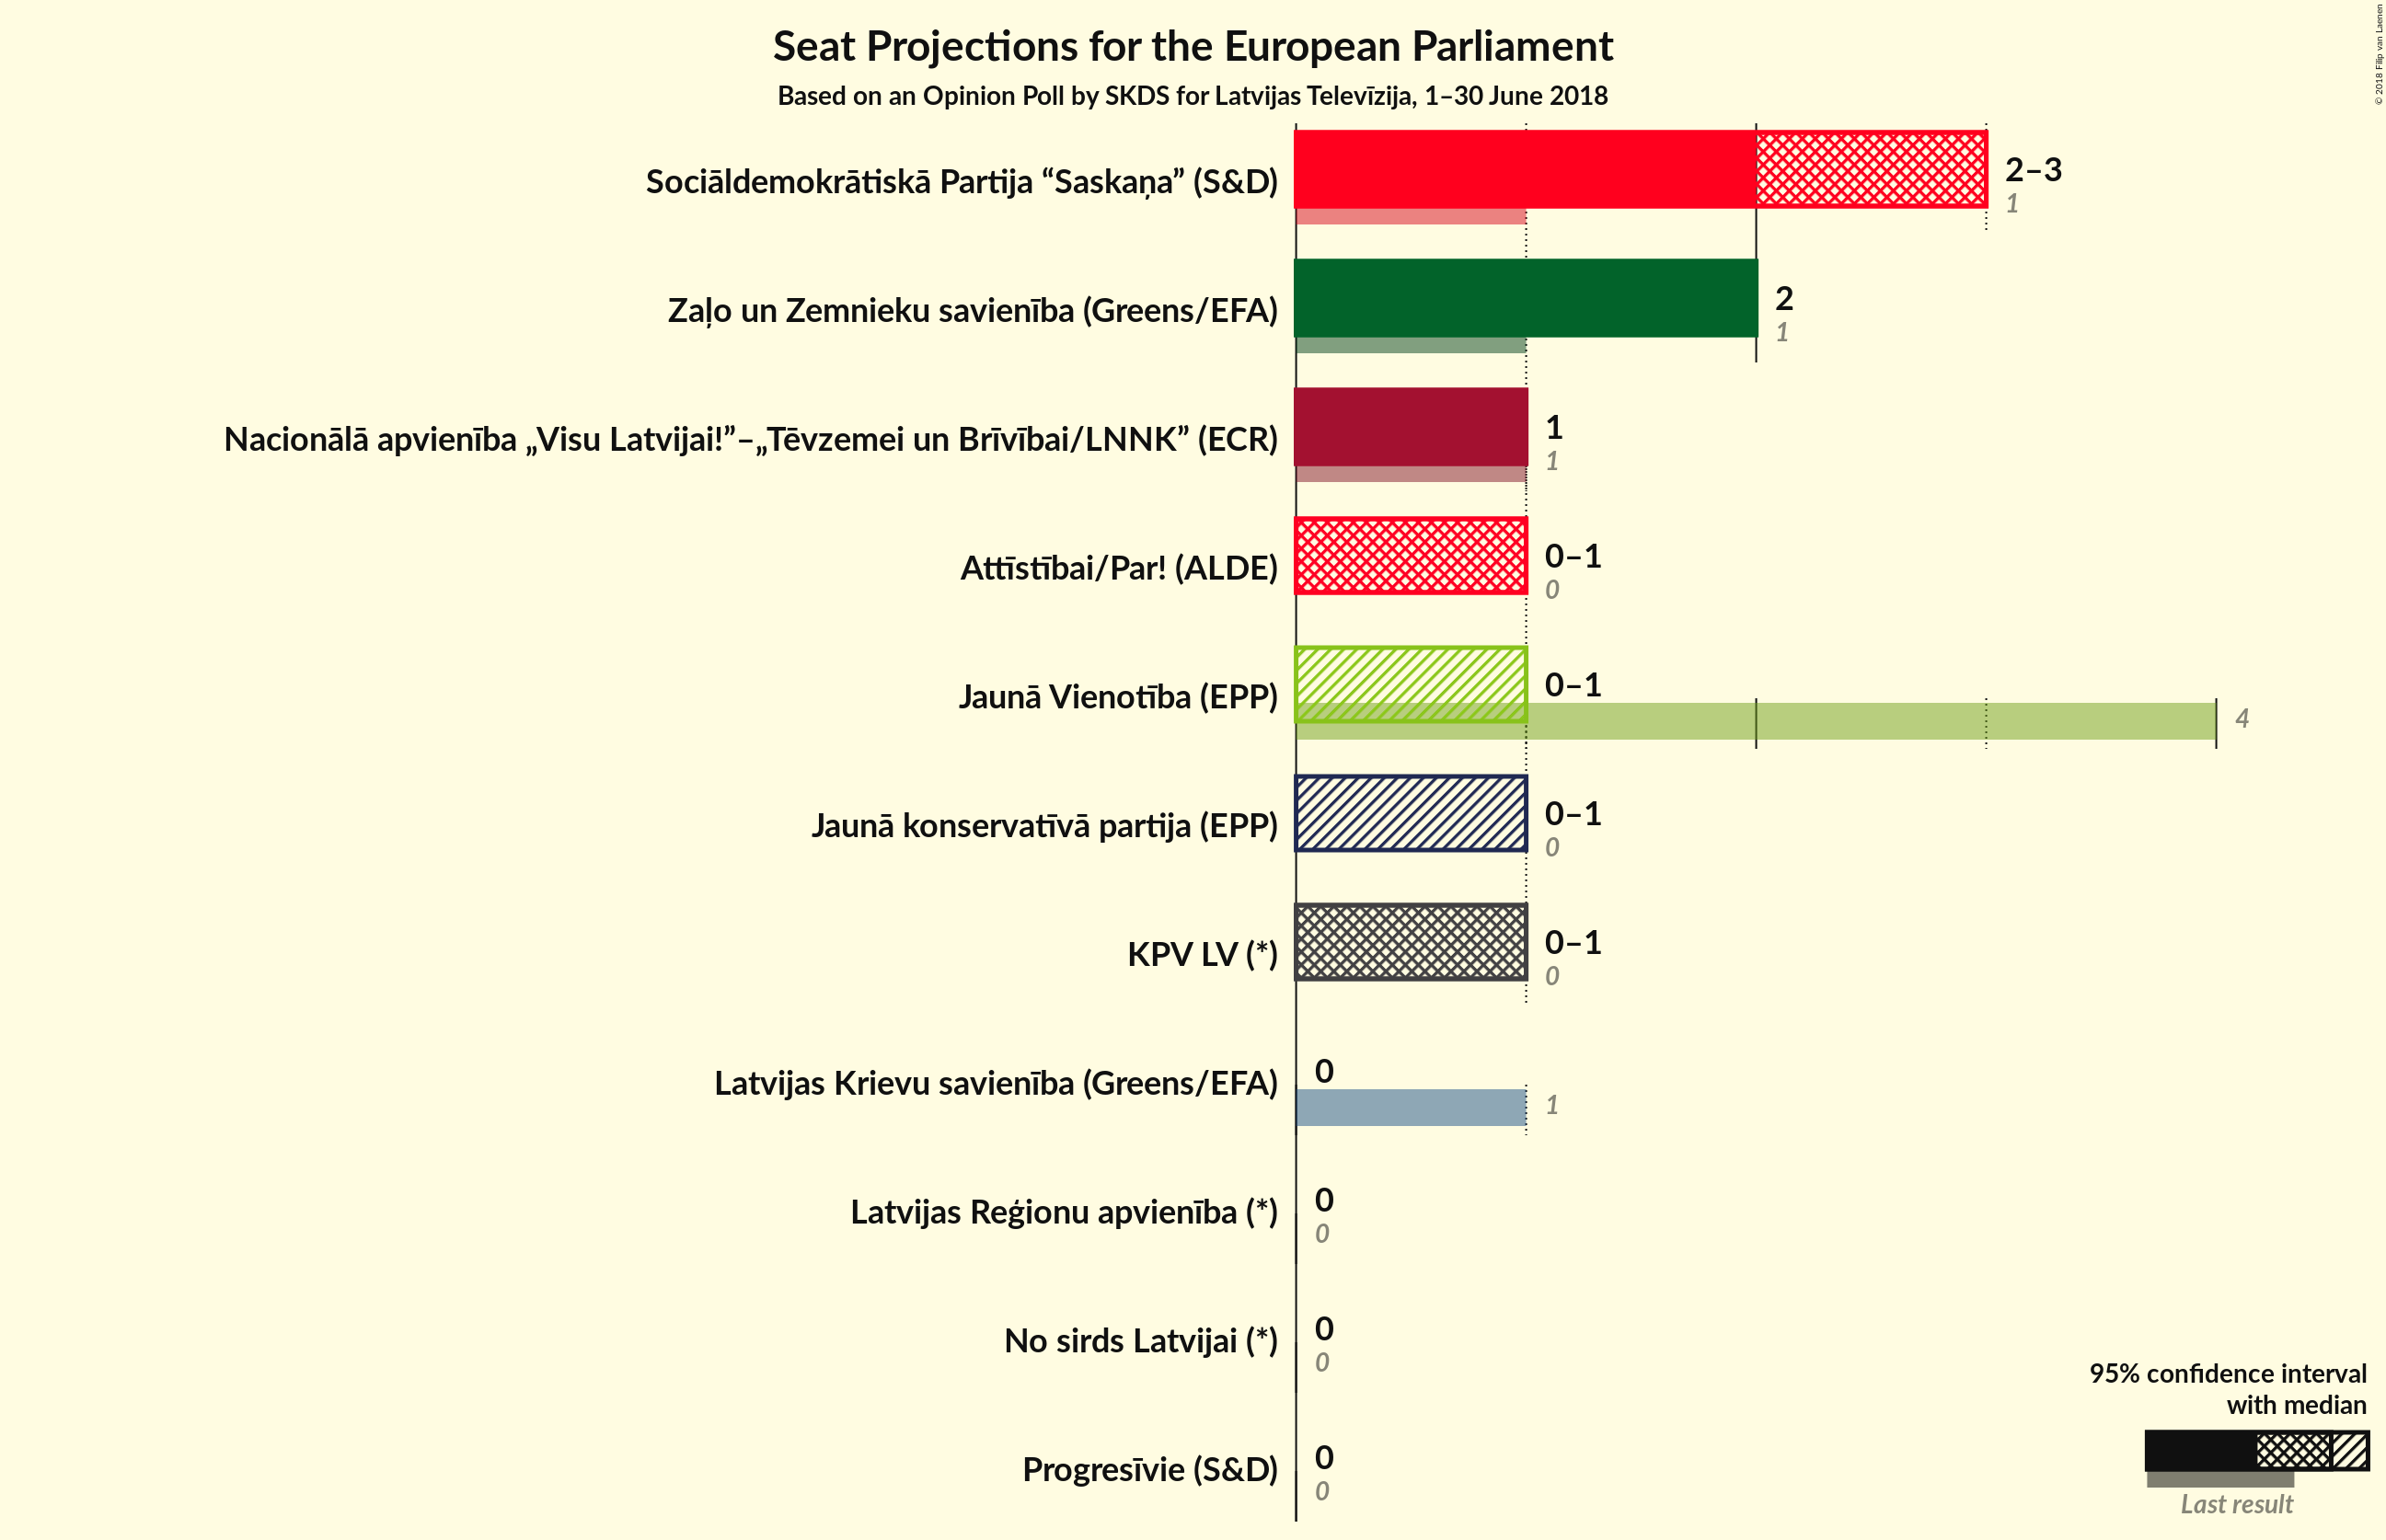 Seat Projections for the European Parliament
Based on an Opinion Poll by SKDS for Latvijas Televīzija, 1–30 June 2018
© 2018 Filip van Laenen
Sociāldemokrātiskā Partija “Saskaņa” (S&D)
2–3
1
Zaļo un Zemnieku savienība (Greens/EFA)
2
1
Nacionālā apvienība „Visu Latvijai!”–„Tēvzemei un Brīvībai/LNNK” (ECR)
1
1
Attīstībai/Par! (ALDE)
0–1
0
Jaunā Vienotība (EPP)
0–1
4
Jaunā konservatīvā partija (EPP)
0–1
0
KPV LV (*)
0–1
0
Latvijas Krievu savienība (Greens/EFA)
0
1
Latvijas Reģionu apvienība (*)
0
0
No sirds Latvijai (*)
0
0
Progresīvie (S&D)
0
0
95% confidence interval
with median
Last result